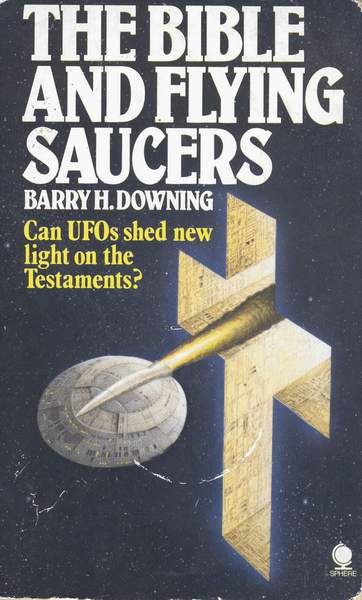 THE BIBLE
AND FLYING
SAUCERS
BARRY H. DOWNING
Can UFOs shed new
light on the
Testaments?
SPHERE